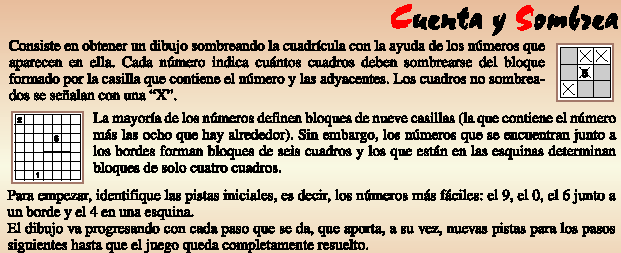 Cuenta y Sombrea
Consiste en obtener un dibujo sombreando la cuadrícula con la ayuda de los números que
aparecen en ella. Cada número indica cuántos cuadros deben sombrearse del bloque
formado por la casilla que contiene el número y las adyacentes. Los cuadros no sombrea-
dos se señalan con una “X”.
5
La mayoría de los números definen bloques de nueve casillas (la que contiene el número
más las ocho que hay alrededor). Sin embargo, los números que se encuentran junto a
los bordes forman bloques de seis cuadros y los que están en las esquinas determinan
bloques de solo cuatro cuadros.
2
6
1
Para empezar, identifique las pistas iniciales, es decir, los números más fáciles: el 9, el 0, el 6 junto a
un borde y el 4 en una esquina.
El dibujo va progresando con cada paso que se da, que aporta, a su vez, nuevas pistas para los pasos
siguientes hasta que el juego queda completamente resuelto.